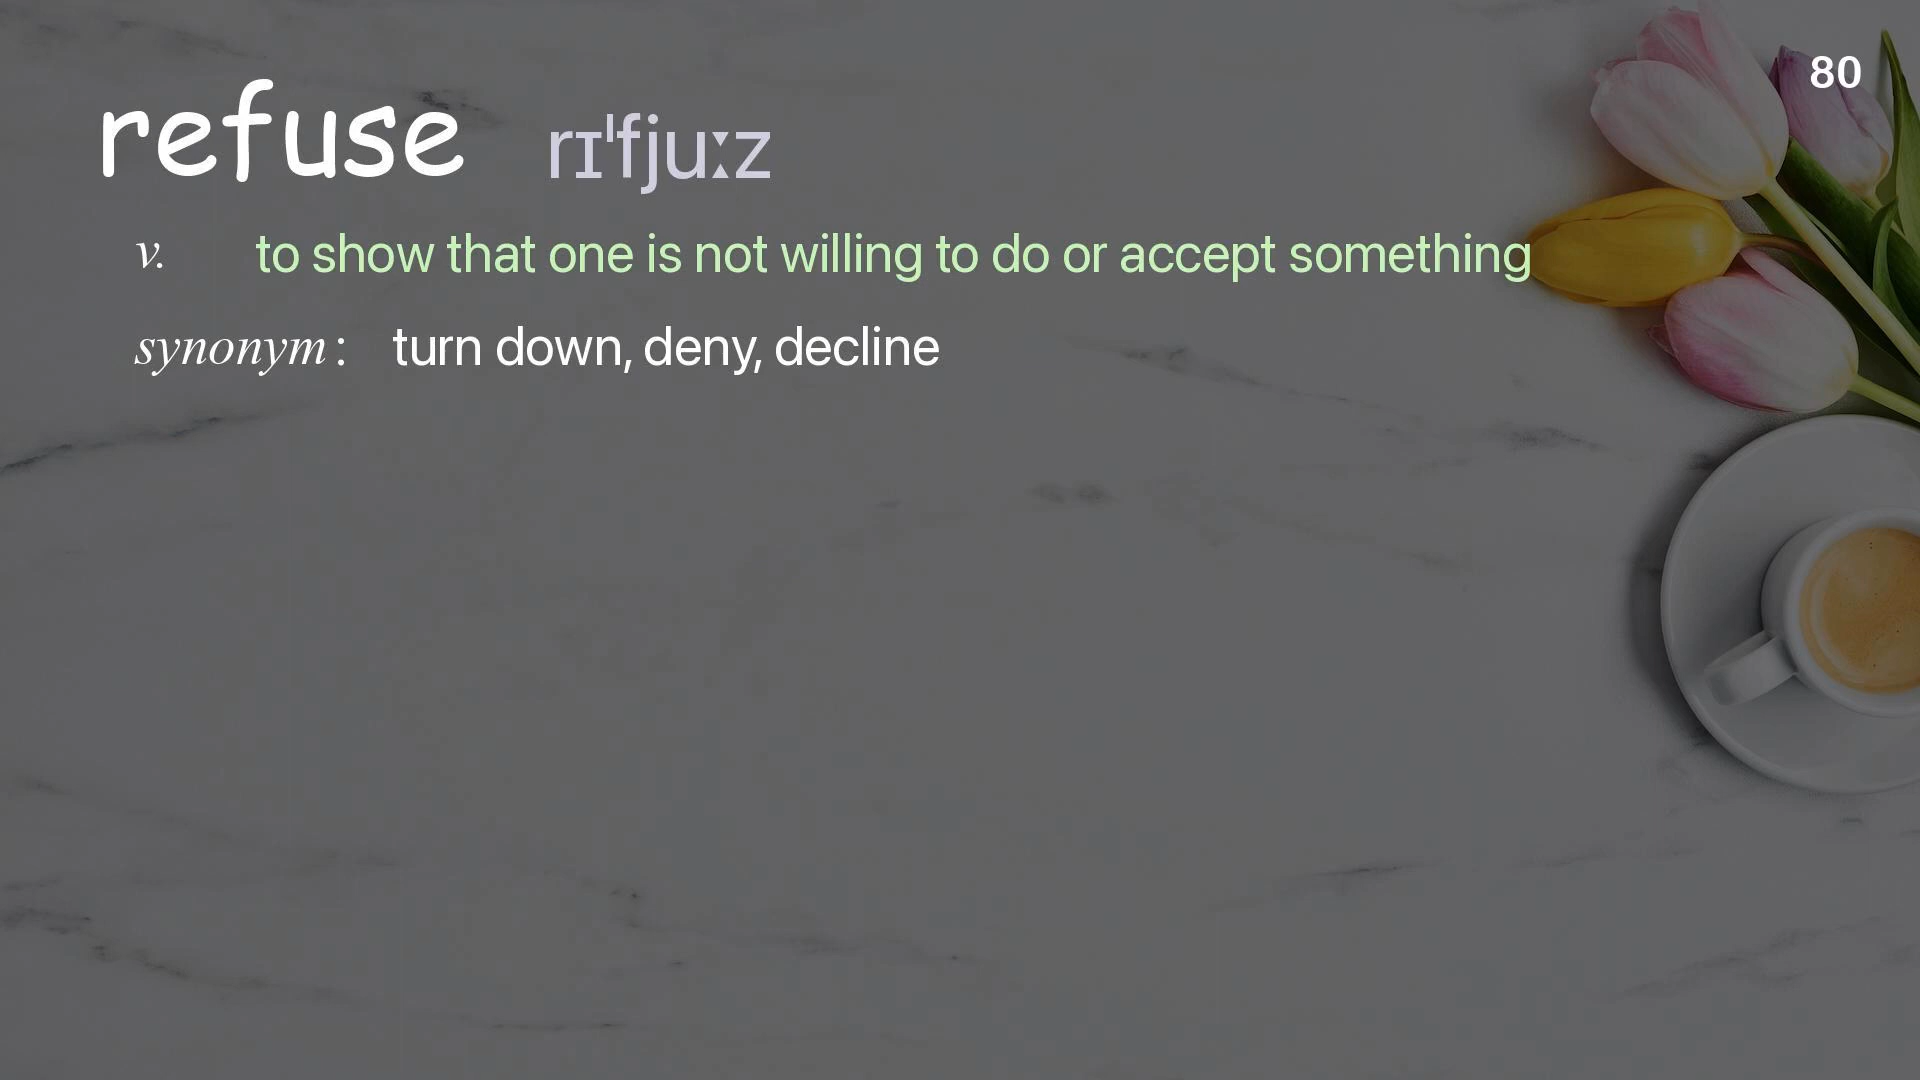 80
refuse rɪˈfjuːz
v. to show that one is not willing to do or accept something
synonym: turn down, deny, decline